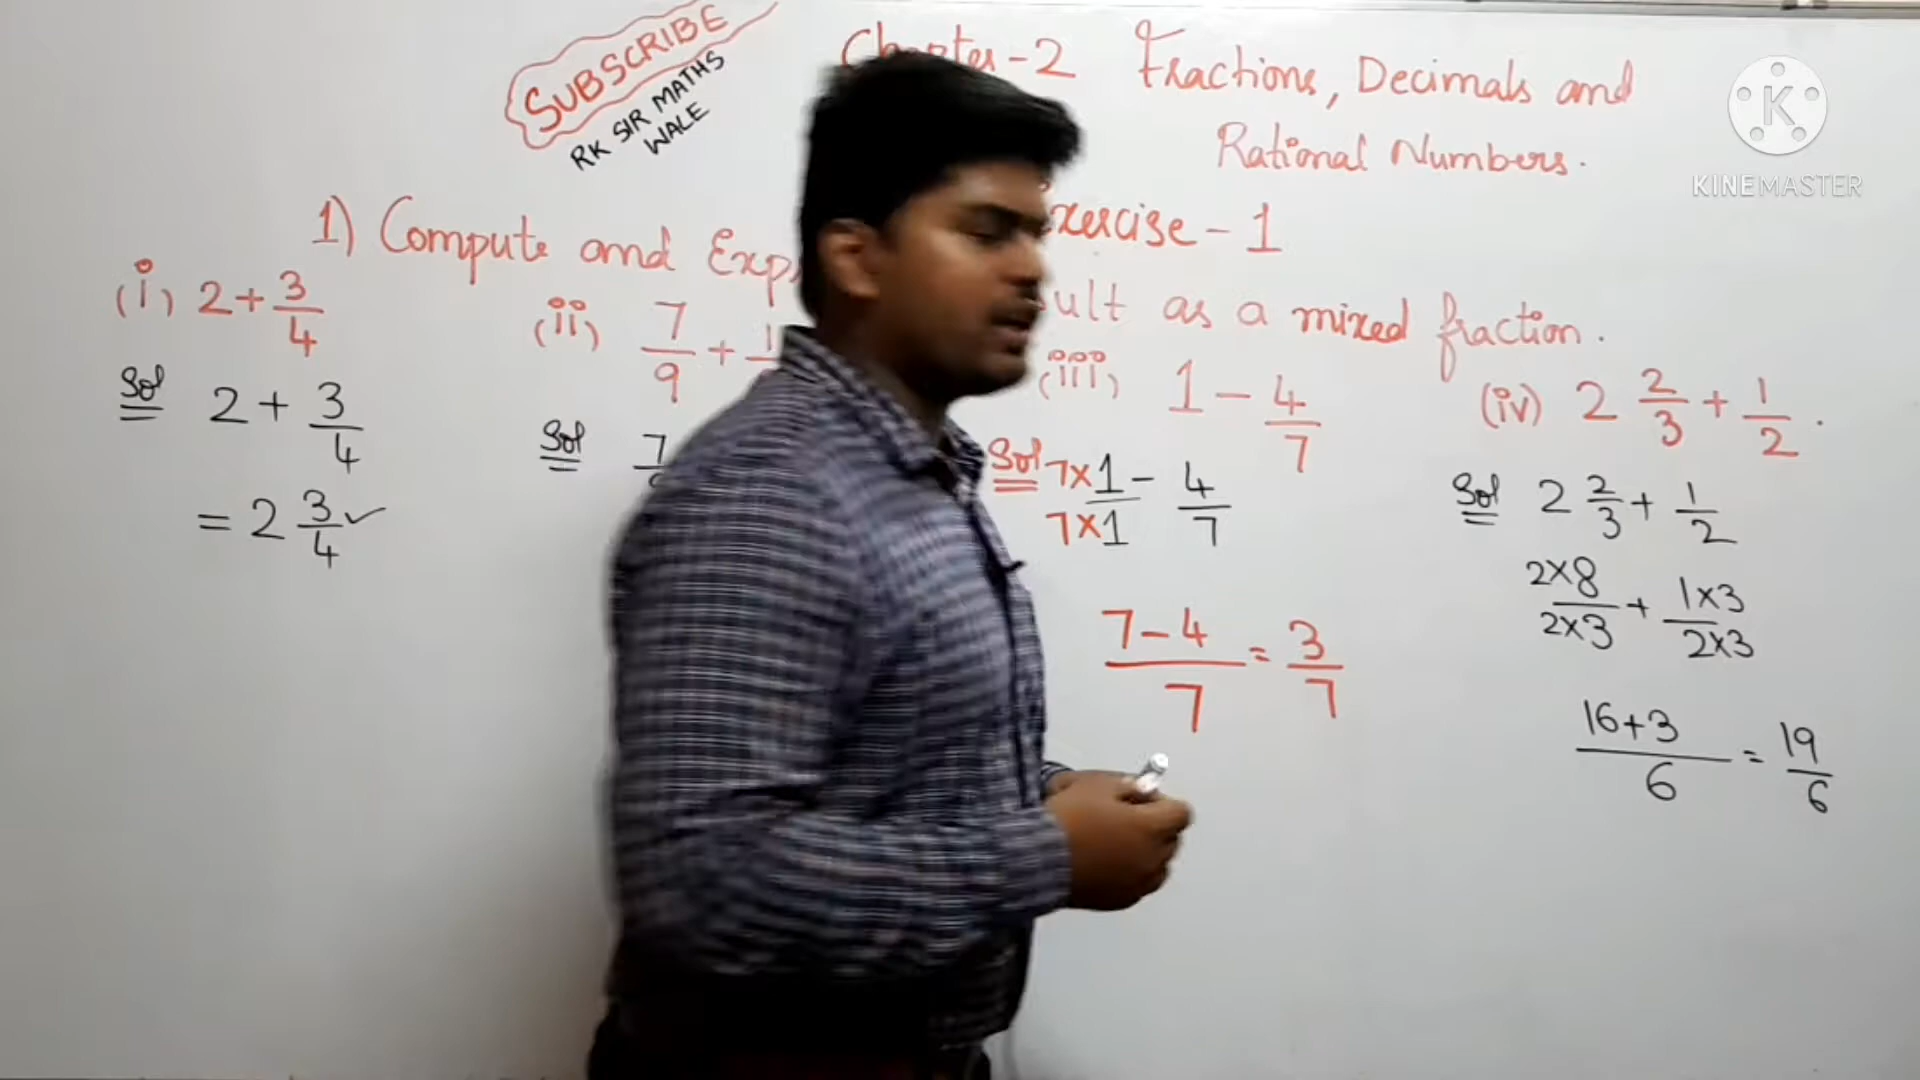 SUBSCRIBE
RK SIR MATHS
WALE
-2 Fractions, Decimals and
Rational Numbers.
KINEMASTER
Exercise - 1
1) Compute and
as a mixed fraction.
(i) 2 + 3/4
Sol 2 + 3/4
= 2 3/4 ✓
(ii) 7/9 +
Sol 7
(iii) 1 - 4/7
Sol 7×1/7×1 - 4/7
7-4/7 = 3/7
(iv) 2 2/3 + 1/2 .
Sol 2 2/3 + 1/2
2×8/2×3 + 1×3/2×3
16+3/6 = 19/6